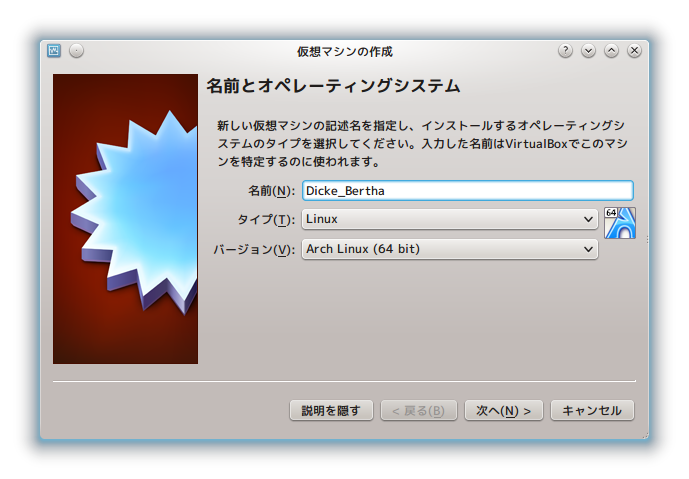 仮想マシンの作成
名前とオペレーティングシステム
新しい仮想マシンの記述名を指定し、インストールするオペレーティングシ
ステムのタイプを選択してください。入力した名前はVirtualBoxでこのマシ
ンを特定するのに使われます。
名前(N): Dicke_Bertha
タイプ(T): Linux
64
バージョン(V): Arch Linux (64 bit)
説明を隠す < 戻る(B) 次へ(N) > キャンセル